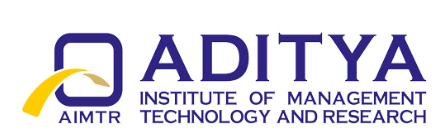 ADITYA
INSTITUTE OF MANAGEMENT
TECHNOLOGY AND RESEARCH
AIMTR